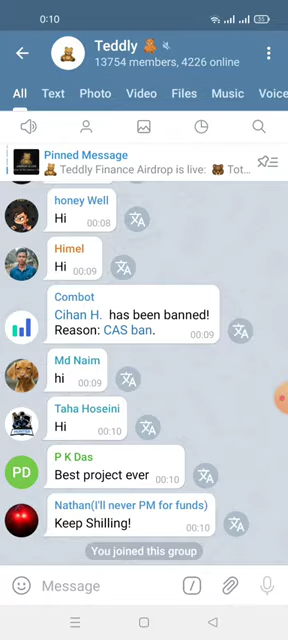 0:10
55
Teddly
13754 members, 4226 online
All Text Photo Video Files Music Voice
Pinned Message
Teddly Finance Airdrop is live: Tot...
honey Well
Hi 00:08
Himel
Hi 00:09
Combot
Cihan H. has been banned!
Reason: CAS ban. 00:09
Md Naim
hi 00:09
Taha Hoseini
Hi 00:10
PD
P K Das
Best project ever 00:10
Nathan(I'll never PM for funds)
Keep Shilling! 00:10
You joined this group
Message